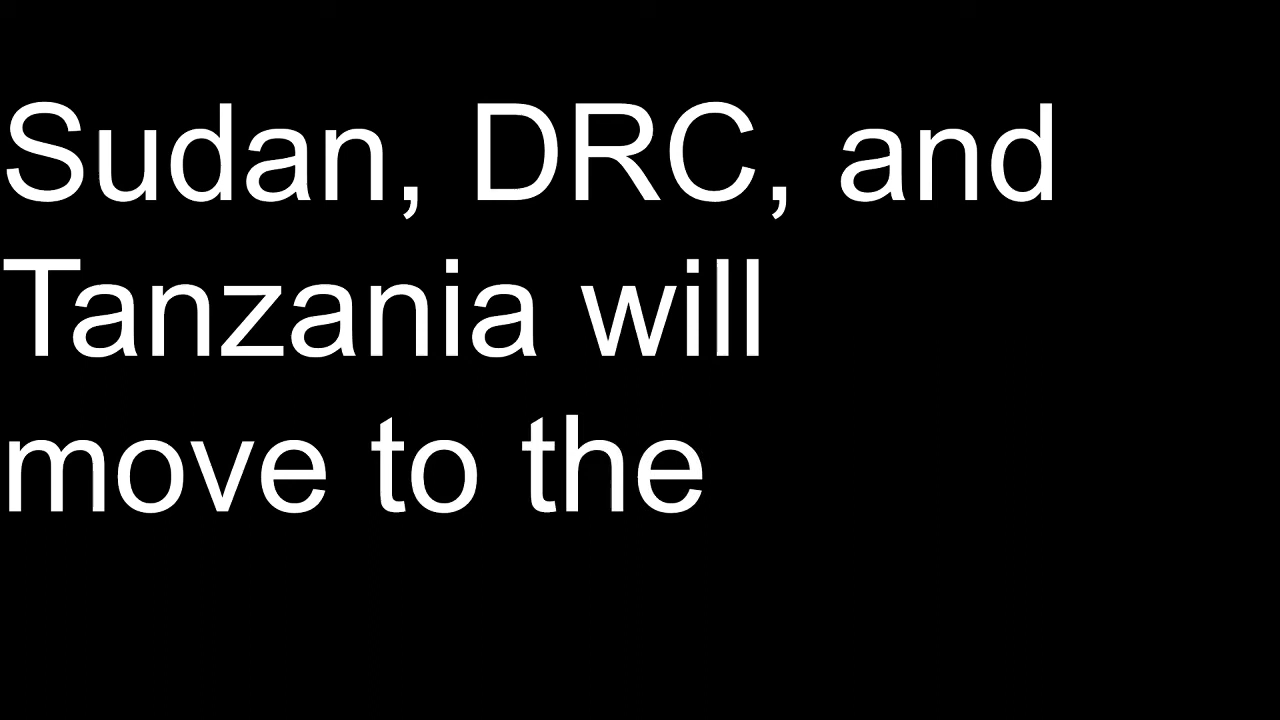 Sudan, DRC, and
Tanzania will
move to the